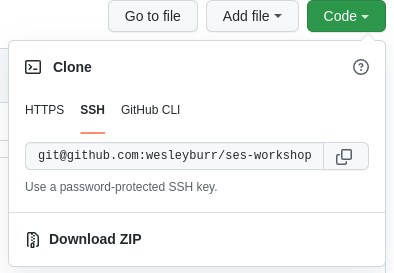 Go to file Add file Code
Clone
HTTPS SSH GitHub CLI
git@github.com:wesleyburr/ses-workshop
Use a password-protected SSH key.
Download ZIP